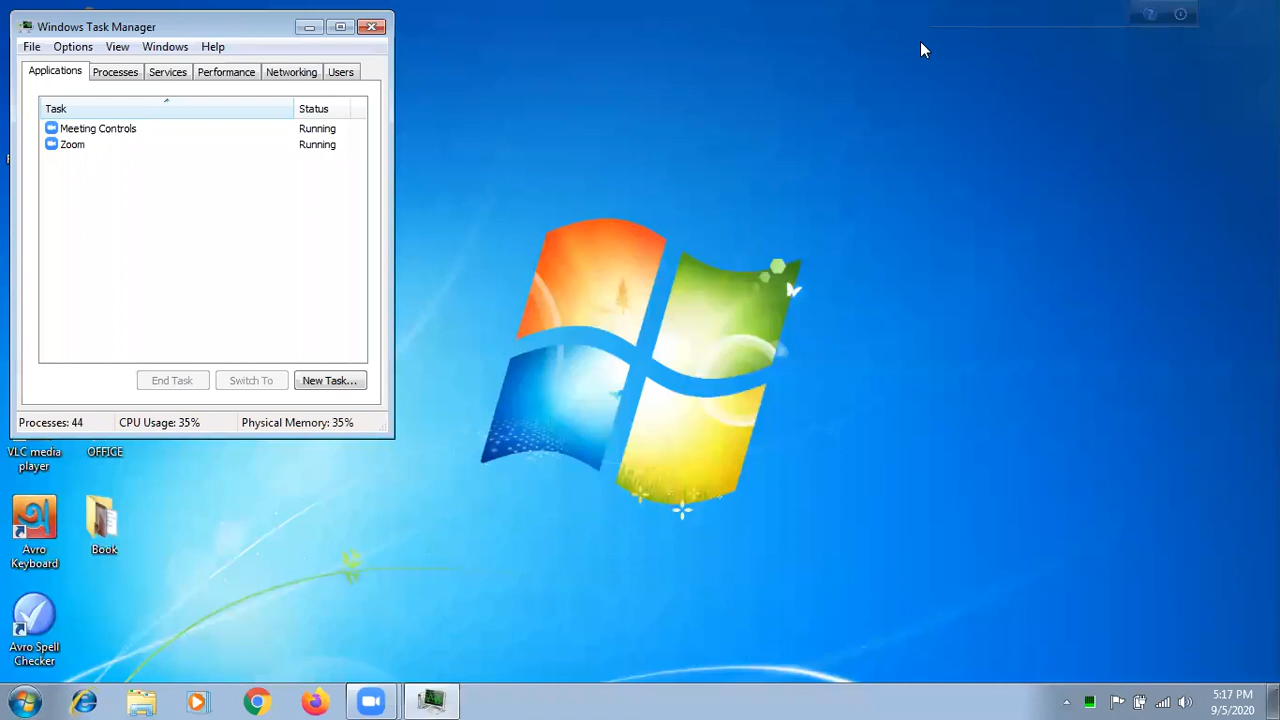 Windows Task Manager
File Options View Windows Help
Applications Processes Services Performance Networking Users
Task Status
Meeting Controls Running
Zoom Running
End Task Switch To New Task...
Processes: 44 CPU Usage: 35% Physical Memory: 35%
VLC media
player
OFFICE
Avro
Keyboard
Book
Avro Spell
Checker
5:17 PM
9/5/2020